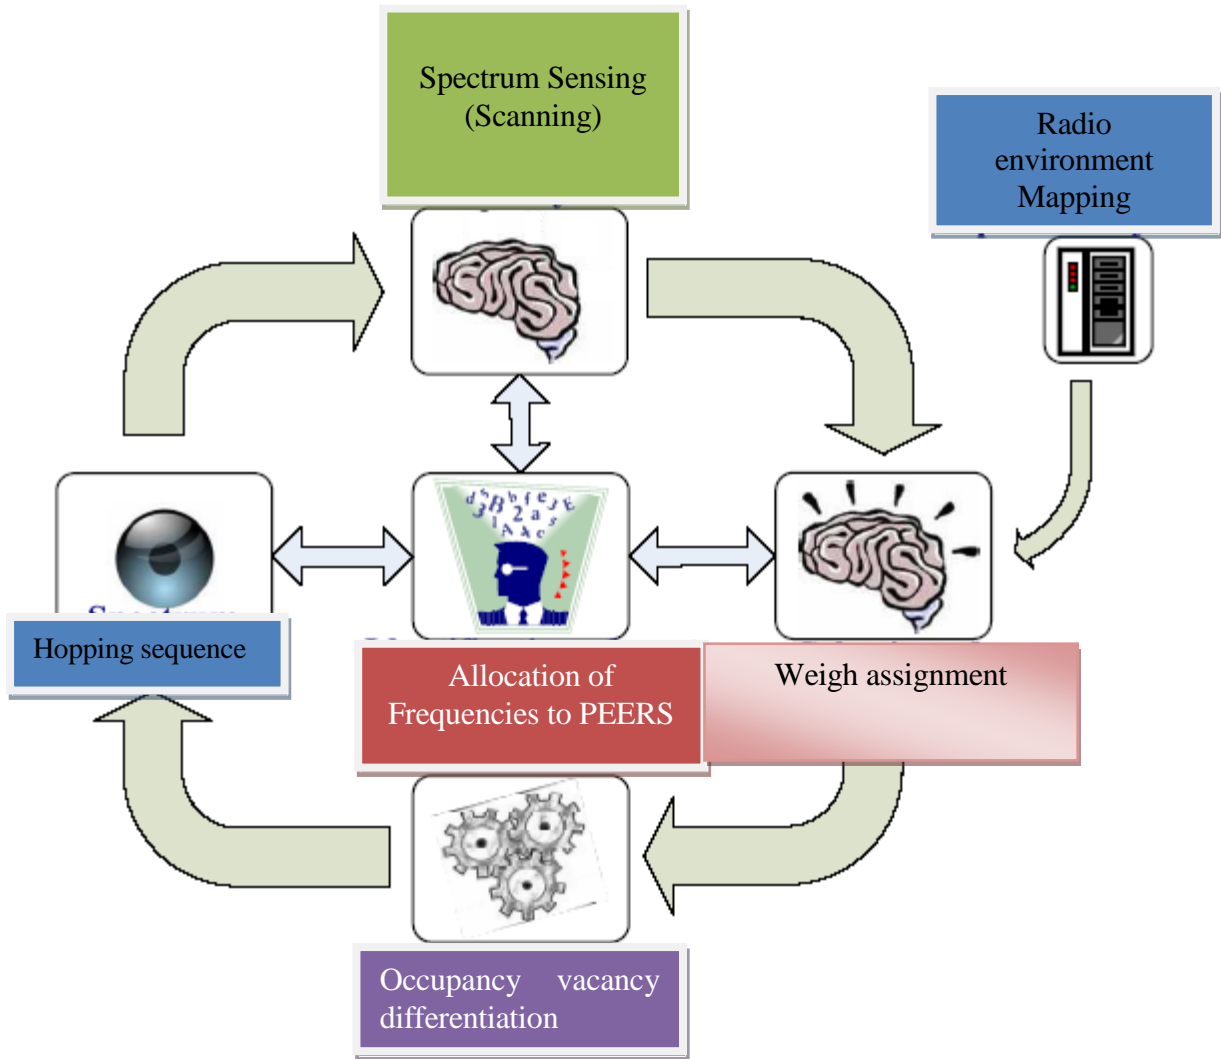 Spectrum Sensing
(Scanning)
Radio
environment
Mapping
Hopping sequence
Allocation of
Frequencies to PEERS
Weigh assignment
Occupancy vacancy
differentiation